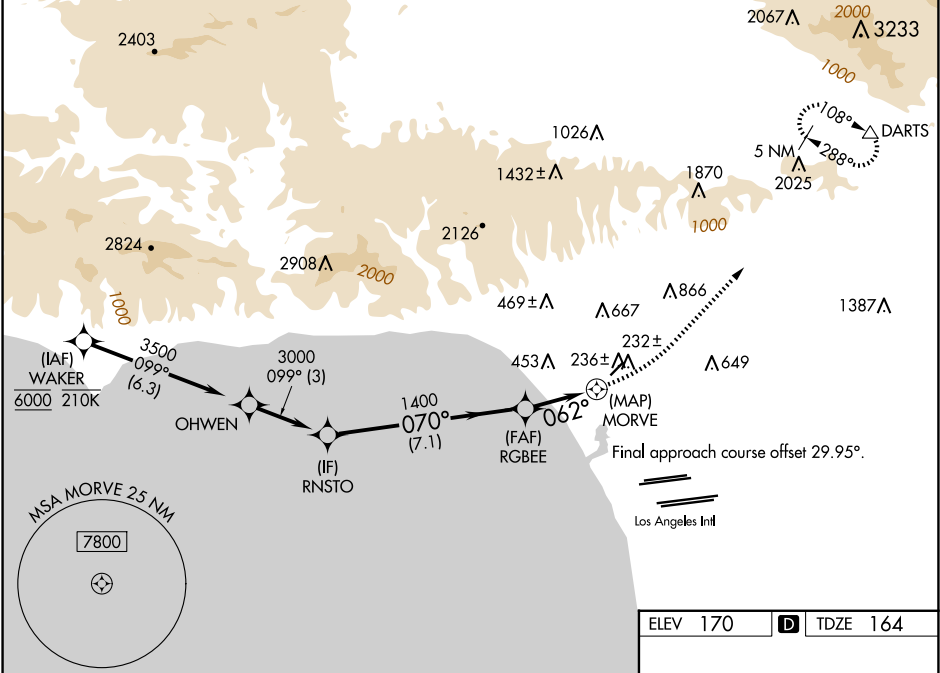 2067
2000
3233
2403
1000
108°
DARTS
5 NM
288°
2025
1026
1432±
1870
1000
2126
2824
2908
2000
1000
469±
667
866
1387
232±
453
236±
649
(IAF)
WAKER
6000 210K
3500
099°
(6.3)
3000
099° (3)
OHWEN
1400
070°
(7.1)
062°
(MAP)
MORVE
(FAF)
RGBEE
(IF)
RNSTO
Final approach course offset 29.95°.
Los Angeles Intl
MSA MORVE 25 NM
7800
ELEV 170 D TDZE 164